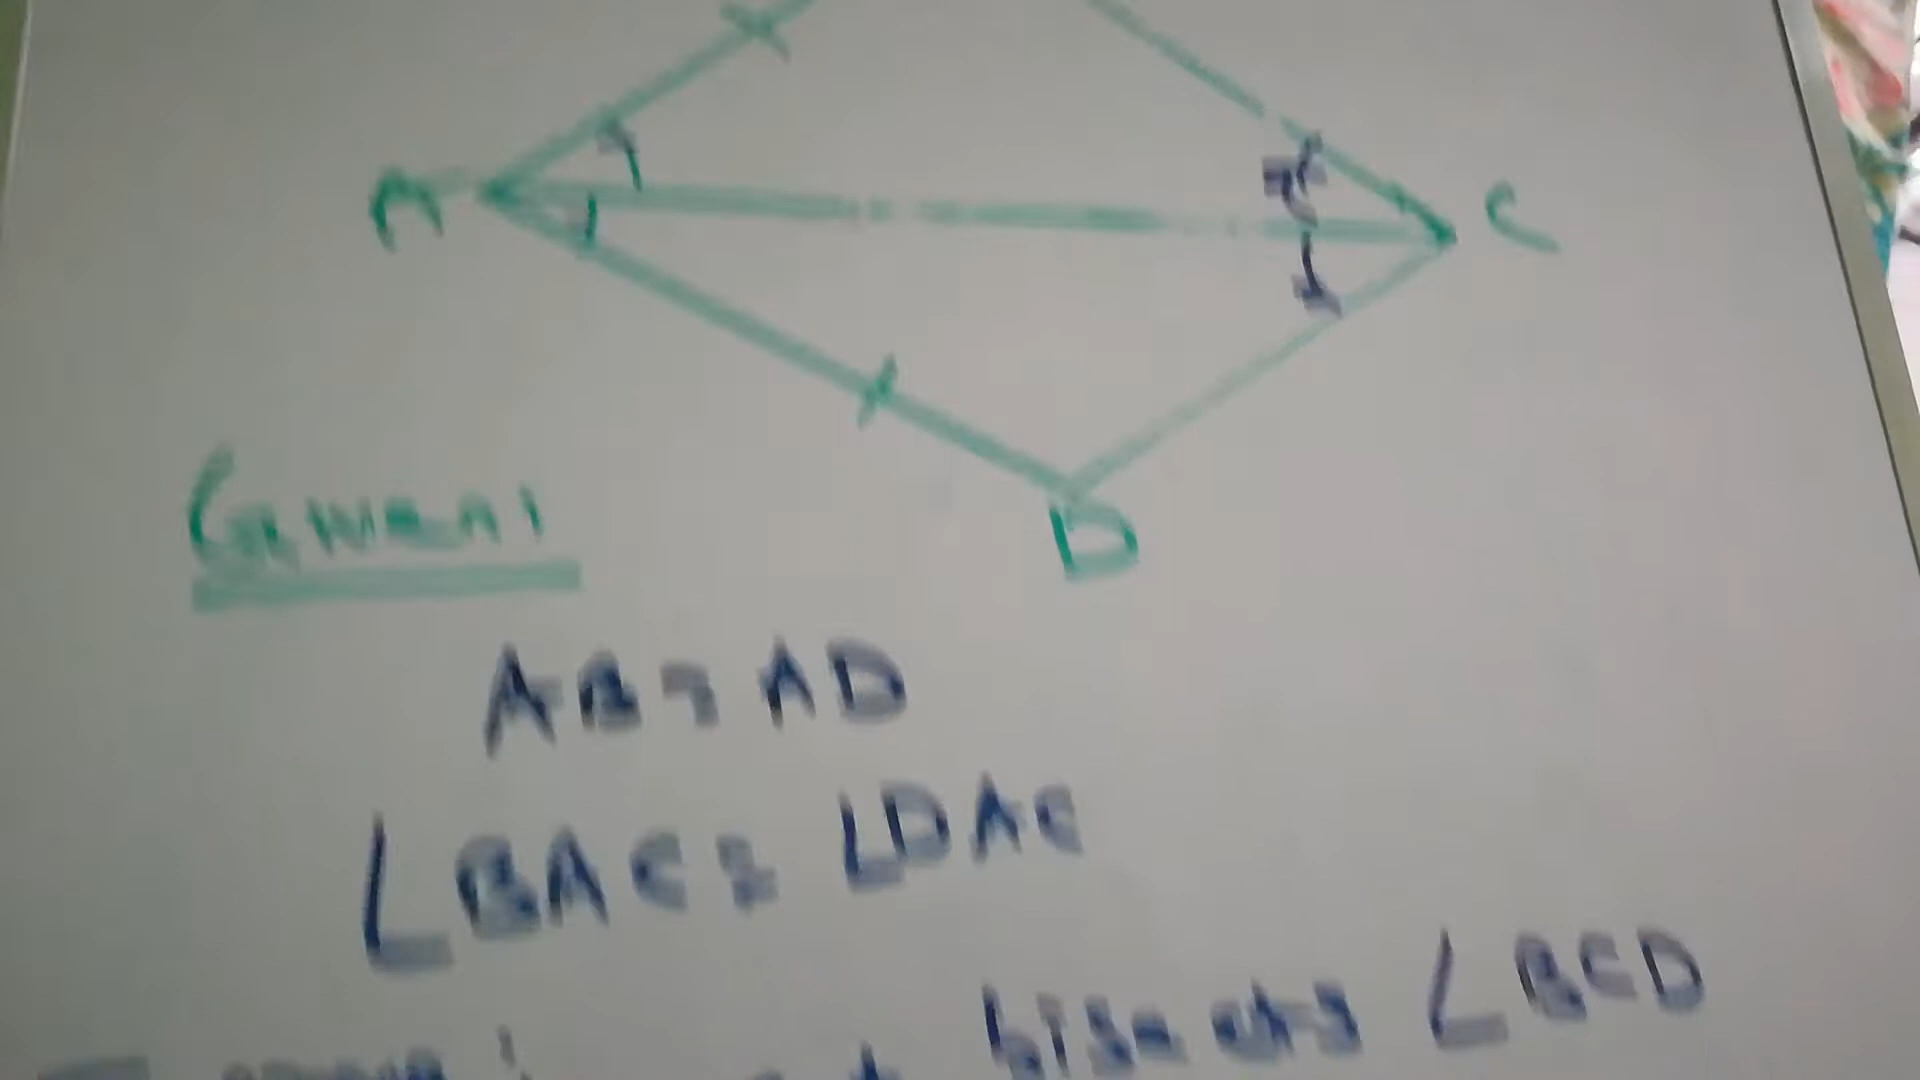 A
C
D
Given:
AB = AD
∠BAC = ∠DAC
bisects ∠BCD